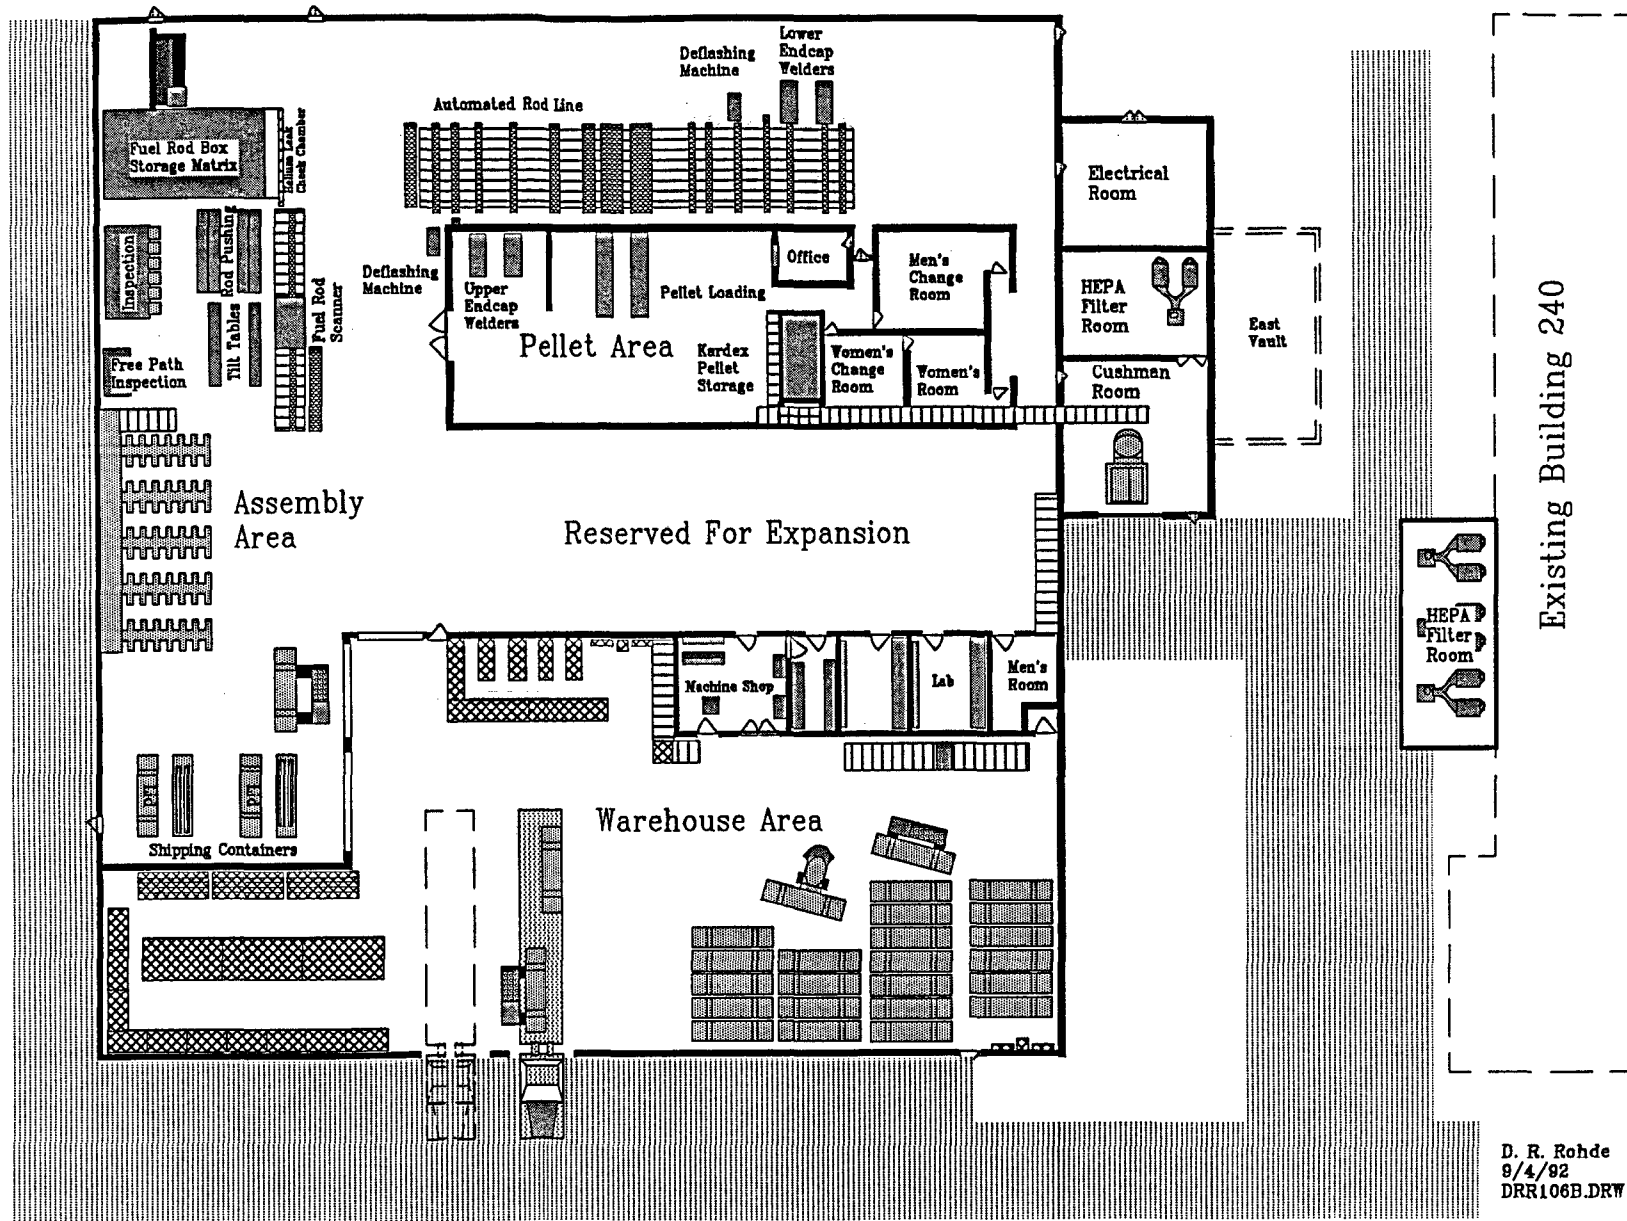 Lower
Endcap
Welders
Deflashing
Machine
Automated Rod Line
Fuel Rod Box
Storage Matrix
Helium Leak
Check Chamber
Electrical
Room
Inspection
Rod Pushing
Tilt Tables
Fuel Rod
Scanner
Free Path
Inspection
Deflashing
Machine
Upper
Endcap
Welders
Pellet Loading
Office
Men's
Change
Room
Pellet Area
Kardex
Pellet
Storage
Women's
Change
Room
Women's
Room
HEPA
Filter
Room
East
Vault
Cushman
Room
Existing Building 240
Assembly
Area
Reserved For Expansion
HEPA
Filter
Room
Machine Shop
Lab
Men's
Room
Shipping Containers
Warehouse Area
D. R. Rohde
9/4/92
DRR106B.DRW